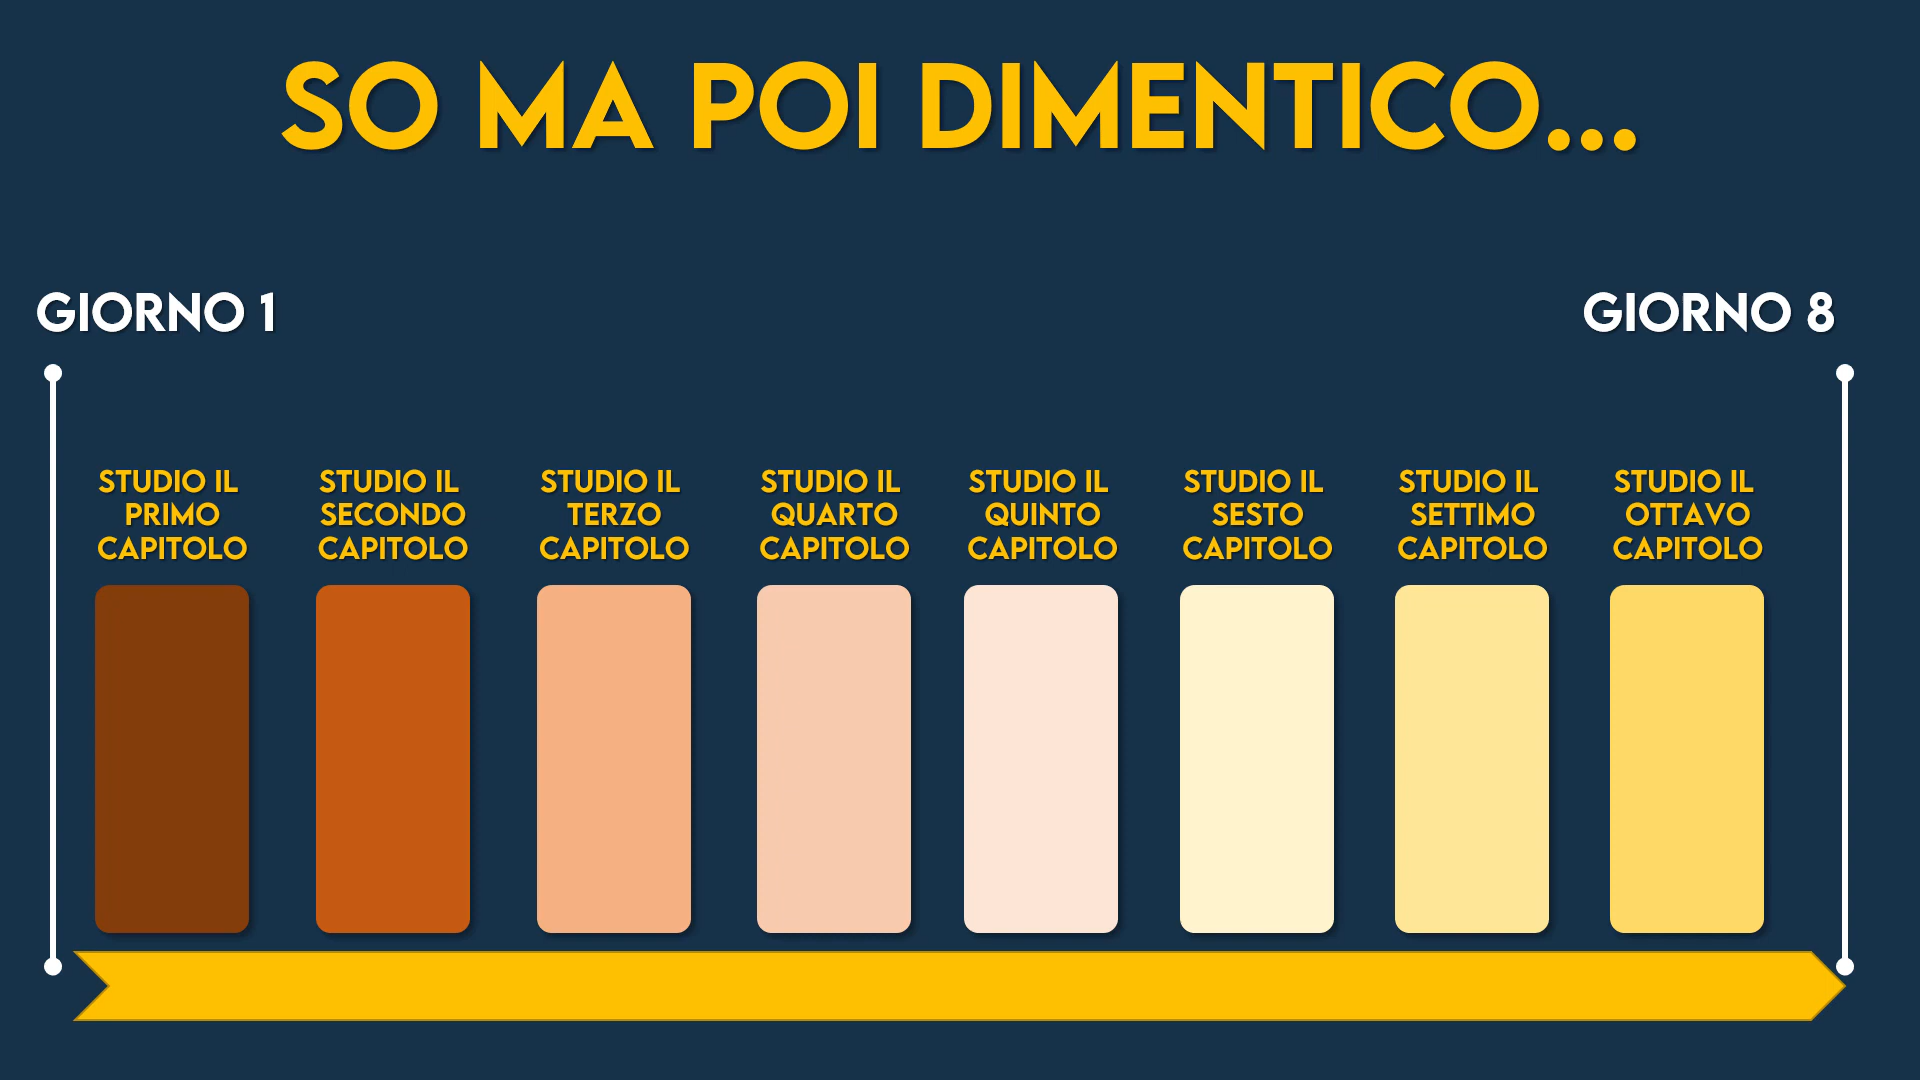 SO MA POI DIMENTICO...
GIORNO 1
GIORNO 8
STUDIO IL
PRIMO
CAPITOLO
STUDIO IL
SECONDO
CAPITOLO
STUDIO IL
TERZO
CAPITOLO
STUDIO IL
QUARTO
CAPITOLO
STUDIO IL
QUINTO
CAPITOLO
STUDIO IL
SESTO
CAPITOLO
STUDIO IL
SETTIMO
CAPITOLO
STUDIO IL
OTTAVO
CAPITOLO